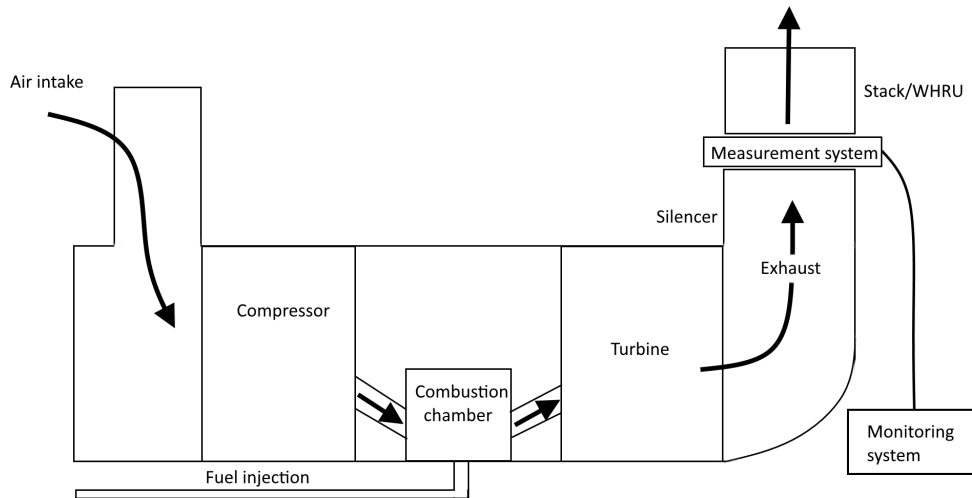 Air intake
Stack/WHRU
Measurement system
Silencer
Exhaust
Compressor
Turbine
Combustion
chamber
Monitoring
system
Fuel injection